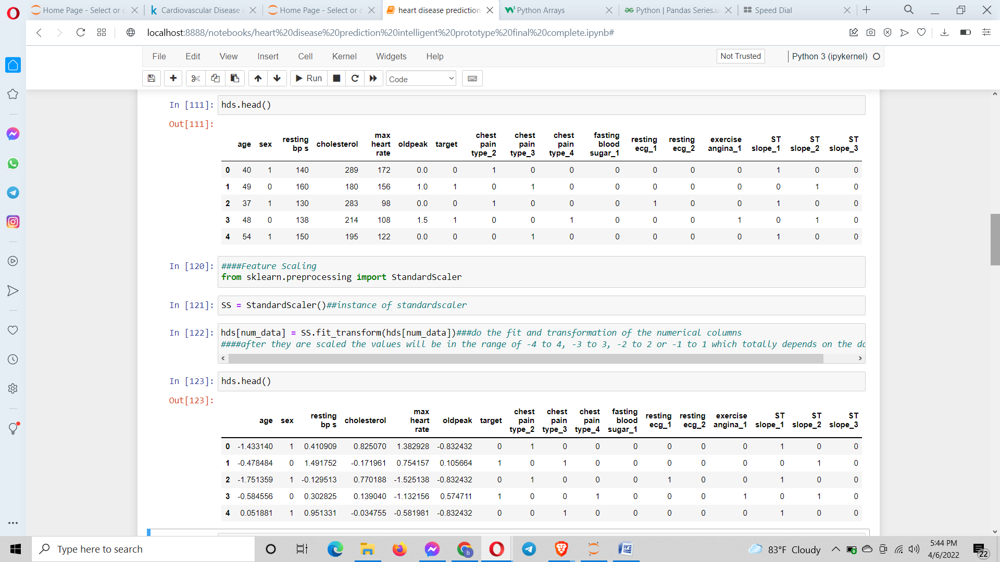 Home Page - Select or c
Cardiovascular Disease
Home Page - Select or c
heart disease prediction
Python Arrays
Python | Pandas Series.u
Speed Dial
localhost:8888/notebooks/heart%20disease%20prediction%20intelligent%20prototype%20final%20complete.ipynb#
File Edit View Insert Cell Kernel Widgets Help Not Trusted Python 3 (ipykernel)
Run Code
In [111]: hds.head()
Out[111]:
age sex resting bp s cholesterol max heart rate oldpeak target chest pain type_2 chest pain type_3 chest pain type_4 fasting blood sugar_1 resting ecg_1 resting ecg_2 exercise angina_1 ST slope_1 ST slope_2 ST slope_3
0 40 1 140 289 172 0.0 0 1 0 0 0 0 0 0 1 0 0
1 49 0 160 180 156 1.0 1 0 1 0 0 0 0 0 0 1 0
2 37 1 130 283 98 0.0 0 1 0 0 0 1 0 0 1 0 0
3 48 0 138 214 108 1.5 1 0 0 1 0 0 0 1 0 1 0
4 54 1 150 195 122 0.0 0 0 1 0 0 0 0 0 1 0 0
In [120]: ####Feature Scaling
from sklearn.preprocessing import StandardScaler
In [121]: SS = StandardScaler()##instance of standardscaler
In [122]: hds[num_data] = SS.fit_transform(hds[num_data])###do the fit and transformation of the numerical columns
####after they are scaled the values will be in the range of -4 to 4, -3 to 3, -2 to 2 or -1 to 1 which totally depends on the da
In [123]: hds.head()
Out[123]:
age sex resting bp s cholesterol max heart rate oldpeak target chest pain type_2 chest pain type_3 chest pain type_4 fasting blood sugar_1 resting ecg_1 resting ecg_2 exercise angina_1 ST slope_1 ST slope_2 ST slope_3
0 -1.433140 1 0.410909 0.825070 1.382928 -0.832432 0 1 0 0 0 0 0 0 1 0 0
1 -0.478484 0 1.491752 -0.171961 0.754157 0.105664 1 0 1 0 0 0 0 0 0 1 0
2 -1.751359 1 -0.129513 0.770188 -1.525138 -0.832432 0 1 0 0 0 1 0 0 1 0 0
3 -0.584556 0 0.302825 0.139040 -1.132156 0.574711 1 0 0 1 0 0 0 1 0 1 0
4 0.051881 1 0.951331 -0.034755 -0.581981 -0.832432 0 0 1 0 0 0 0 0 1 0 0
Type here to search
83°F Cloudy
5:44 PM
4/6/2022
22